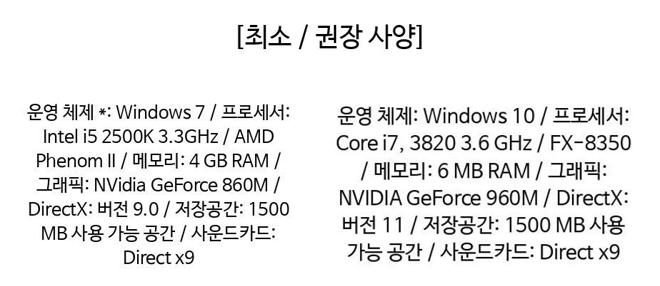 [최소 / 권장 사양]
운영 체제 *: Windows 7 / 프로세서:
Intel i5 2500K 3.3GHz / AMD
Phenom II / 메모리: 4 GB RAM /
그래픽: NVidia GeForce 860M /
DirectX: 버전 9.0 / 저장공간: 1500
MB 사용 가능 공간 / 사운드카드:
Direct x9
운영 체제: Windows 10 / 프로세서:
Core i7, 3820 3.6 GHz / FX-8350
/ 메모리: 6 MB RAM / 그래픽:
NVIDIA GeForce 960M / DirectX:
버전 11 / 저장공간: 1500 MB 사용
가능 공간 / 사운드카드: Direct x9